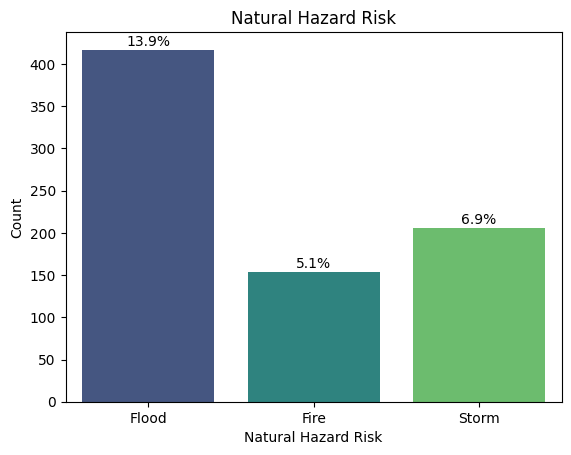 Natural Hazard Risk
13.9%
5.1%
6.9%
Count
400
350
300
250
200
150
100
50
0
Flood
Fire
Storm
Natural Hazard Risk